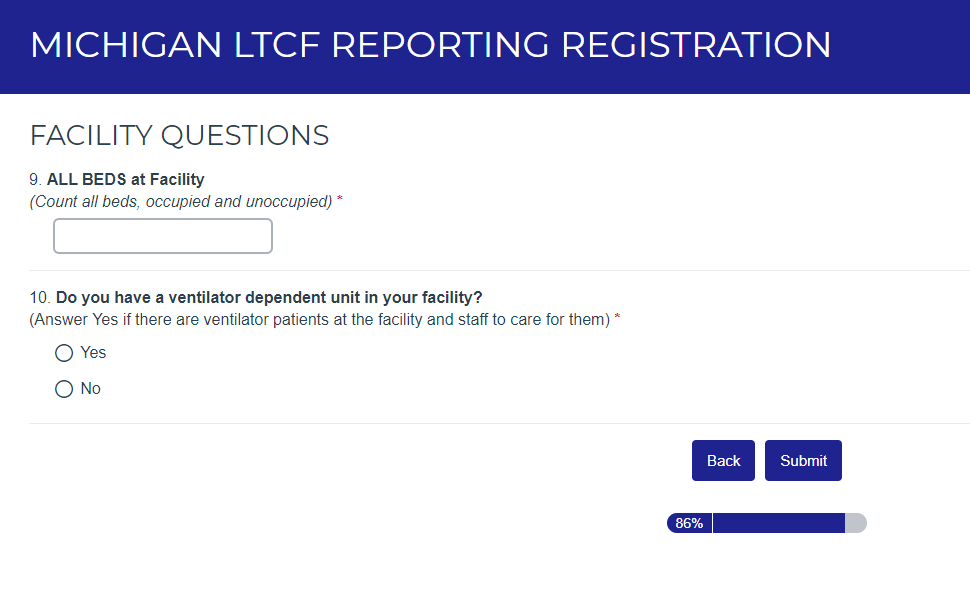 MICHIGAN LTCF REPORTING REGISTRATION
FACILITY QUESTIONS
9. ALL BEDS at Facility
(Count all beds, occupied and unoccupied) *
10. Do you have a ventilator dependent unit in your facility?
(Answer Yes if there are ventilator patients at the facility and staff to care for them) *
Yes
No
Back Submit
86%